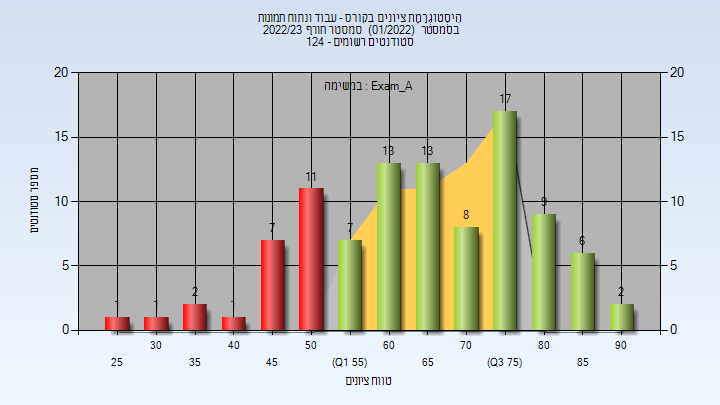 הִיסטוגרָמַת ציונים בקורס - עבוד ונתוח תמונות
בסמסטר (01/2022) סמסטר חורף 2022/23
סטודנטים רשומים - 124
במשימה : Exam_A
20 20
15 15
10 10
5 5
0 0
1 1 2 1 7 11 7 13 13 8 17 9 6 2
מספר סטודנטים
30 40 50 60 70 80 90
25 35 45 (Q1 55) 65 (Q3 75) 85
טווח ציונים